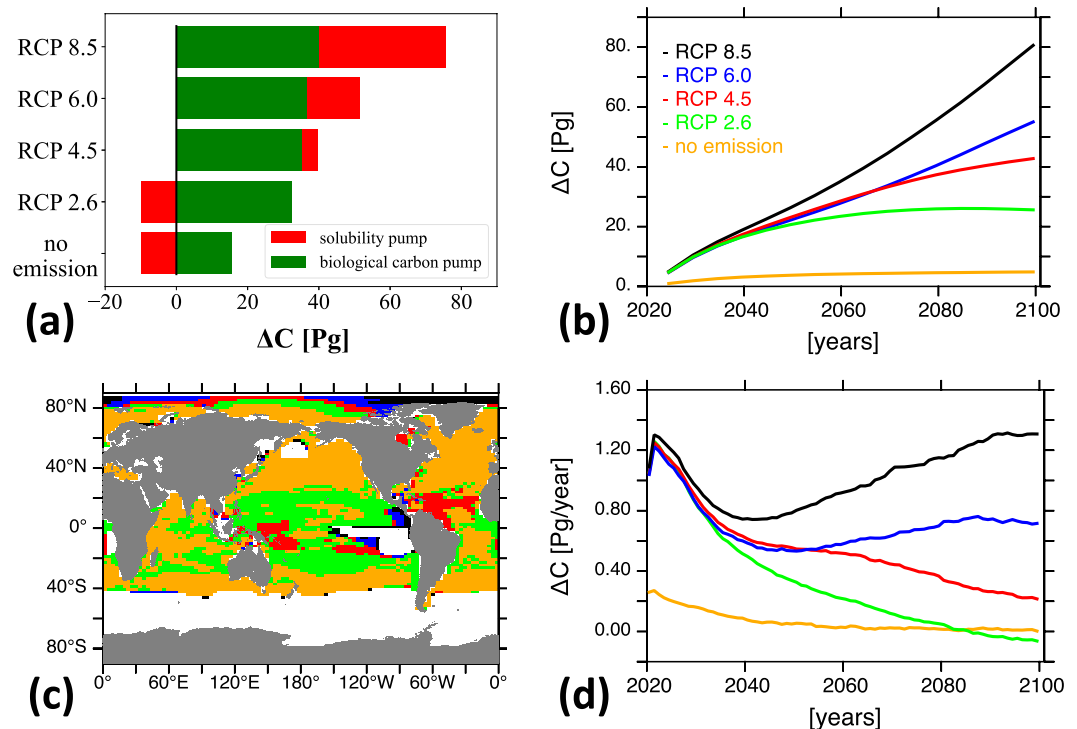 RCP 8.5
RCP 6.0
RCP 4.5
RCP 2.6
no
emission
solubility pump
biological carbon pump
−20 0 20 40 60 80
(a)
ΔC [Pg]
80.
60.
40.
20.
0.
ΔC [Pg]
- RCP 8.5
- RCP 6.0
- RCP 4.5
- RCP 2.6
- no emission
2020 2040 2060 2080 2100
(b)
[years]
80°N
40°N
0°
40°S
80°S
0° 60°E 120°E 180° 120°W 60°W 0°
(c)
1.60
1.20
0.80
0.40
0.00
ΔC [Pg/year]
2020 2040 2060 2080 2100
(d)
[years]